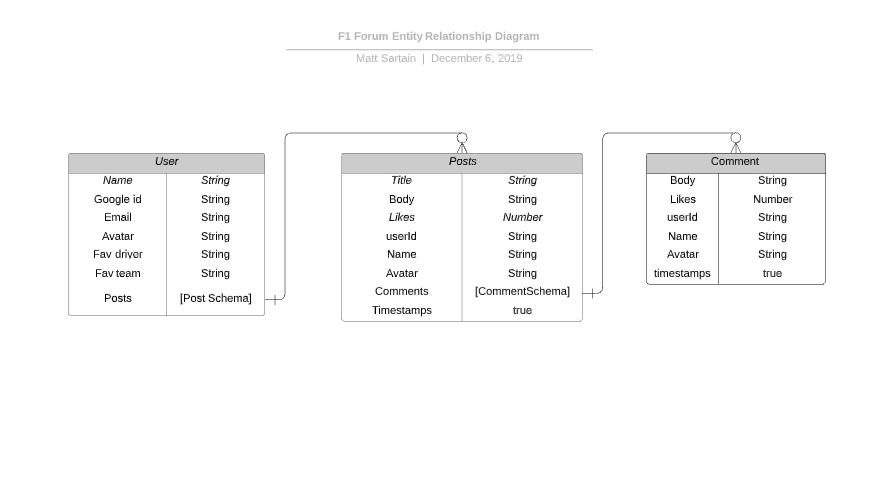 F1 Forum Entity Relationship Diagram
Matt Sartain | December 6, 2019
User
Name String
Google id String
Email String
Avatar String
Fav driver String
Fav team String
Posts [Post Schema]
Posts
Title String
Body String
Likes Number
userId String
Name String
Avatar String
Comments [CommentSchema]
Timestamps true
Comment
Body String
Likes Number
userId String
Name String
Avatar String
timestamps true